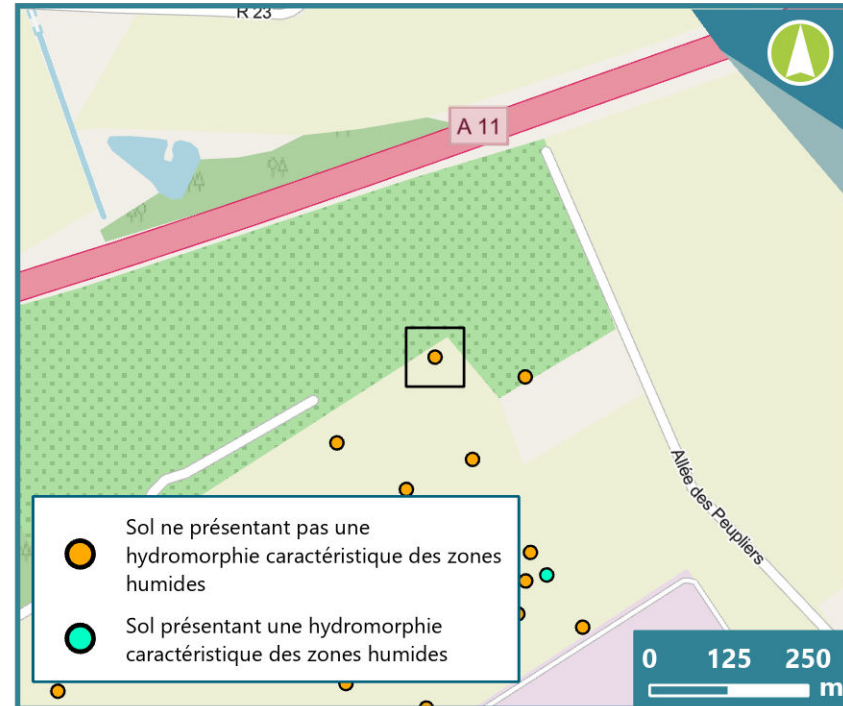 R 23
A 11
Allée des Peupliers
Sol ne présentant pas une
hydromorphie caractéristique des zones
humides
Sol présentant une hydromorphie
caractéristique des zones humides
0 125 250
m